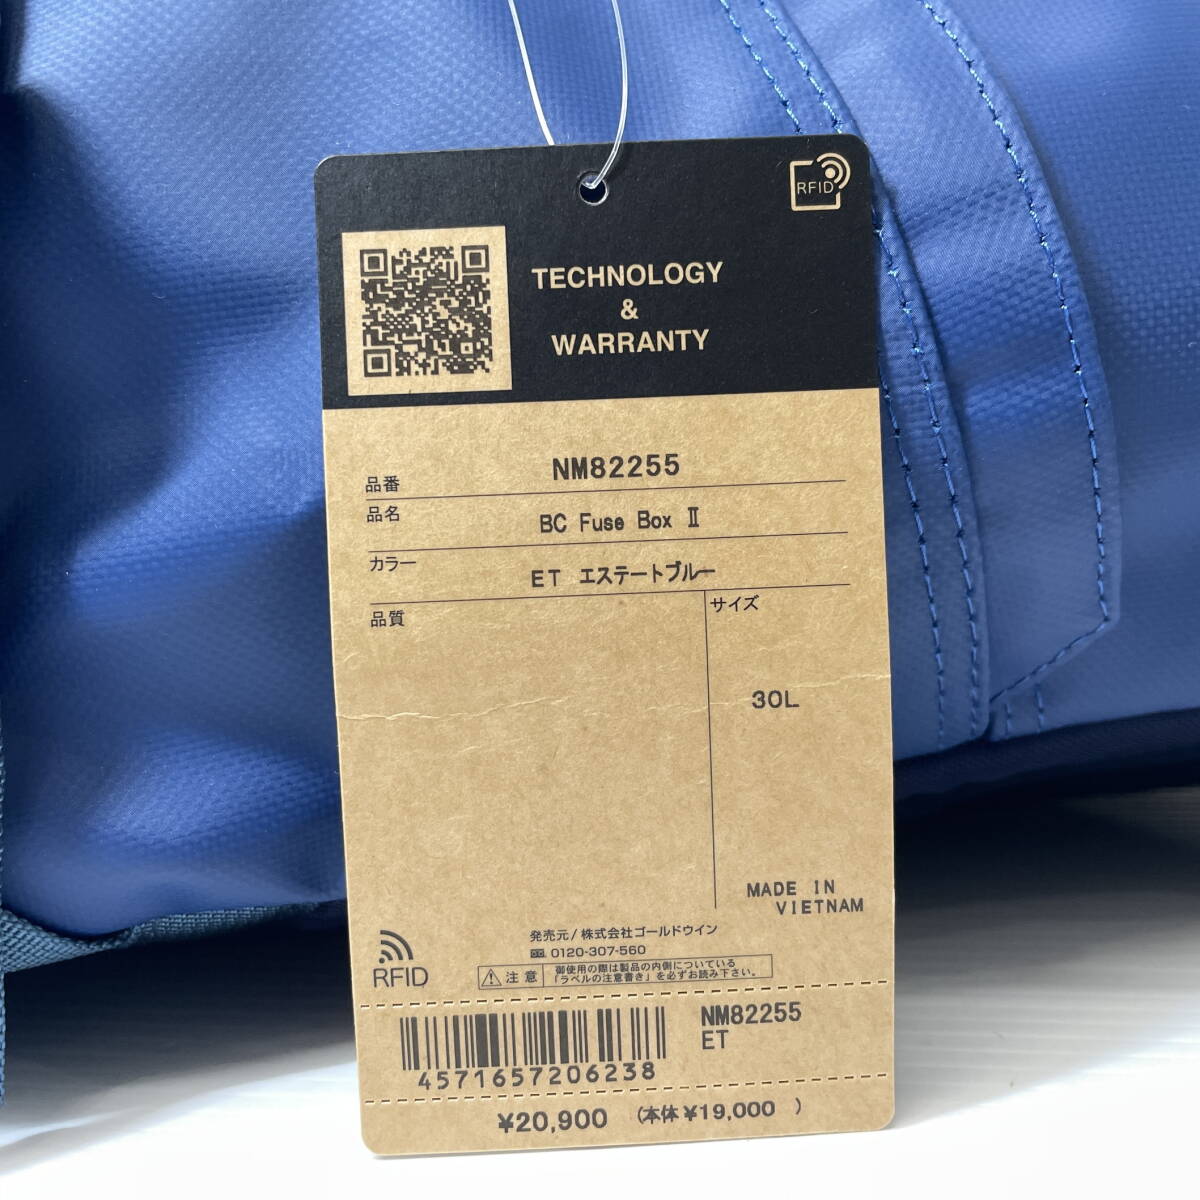 RFID
TECHNOLOGY
&
WARRANTY
品番 NM82255
品名 BC Fuse Box Ⅱ
カラー ET エステートブルー
品質
サイズ
30L
MADE IN
VIETNAM
発売元/株式会社ゴールドウイン
0120-307-560
RFID
注意
御使用の際は製品の内側についている
「ラベルの注意書き」を必ずお読み下さい。
NM82255
ET
4571657206238
¥20,900 (本体 ¥19,000 )